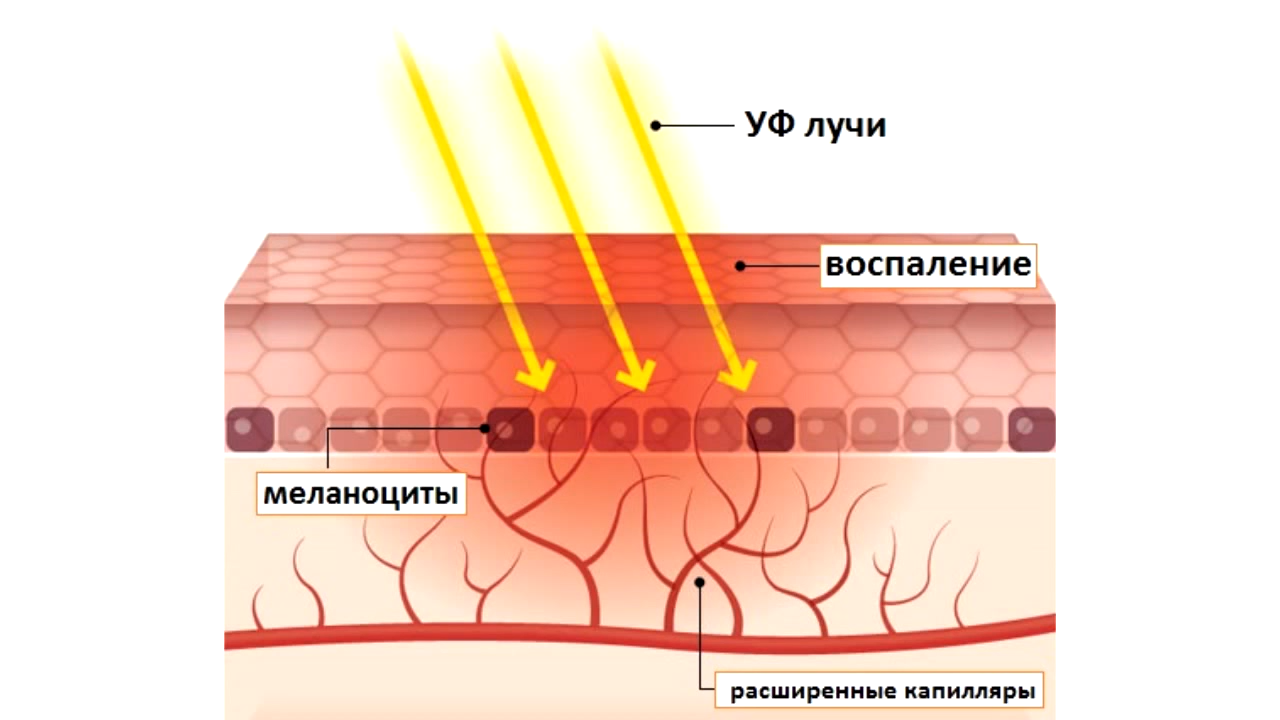 УФ лучи
воспаление
меланоциты
расширенные капилляры